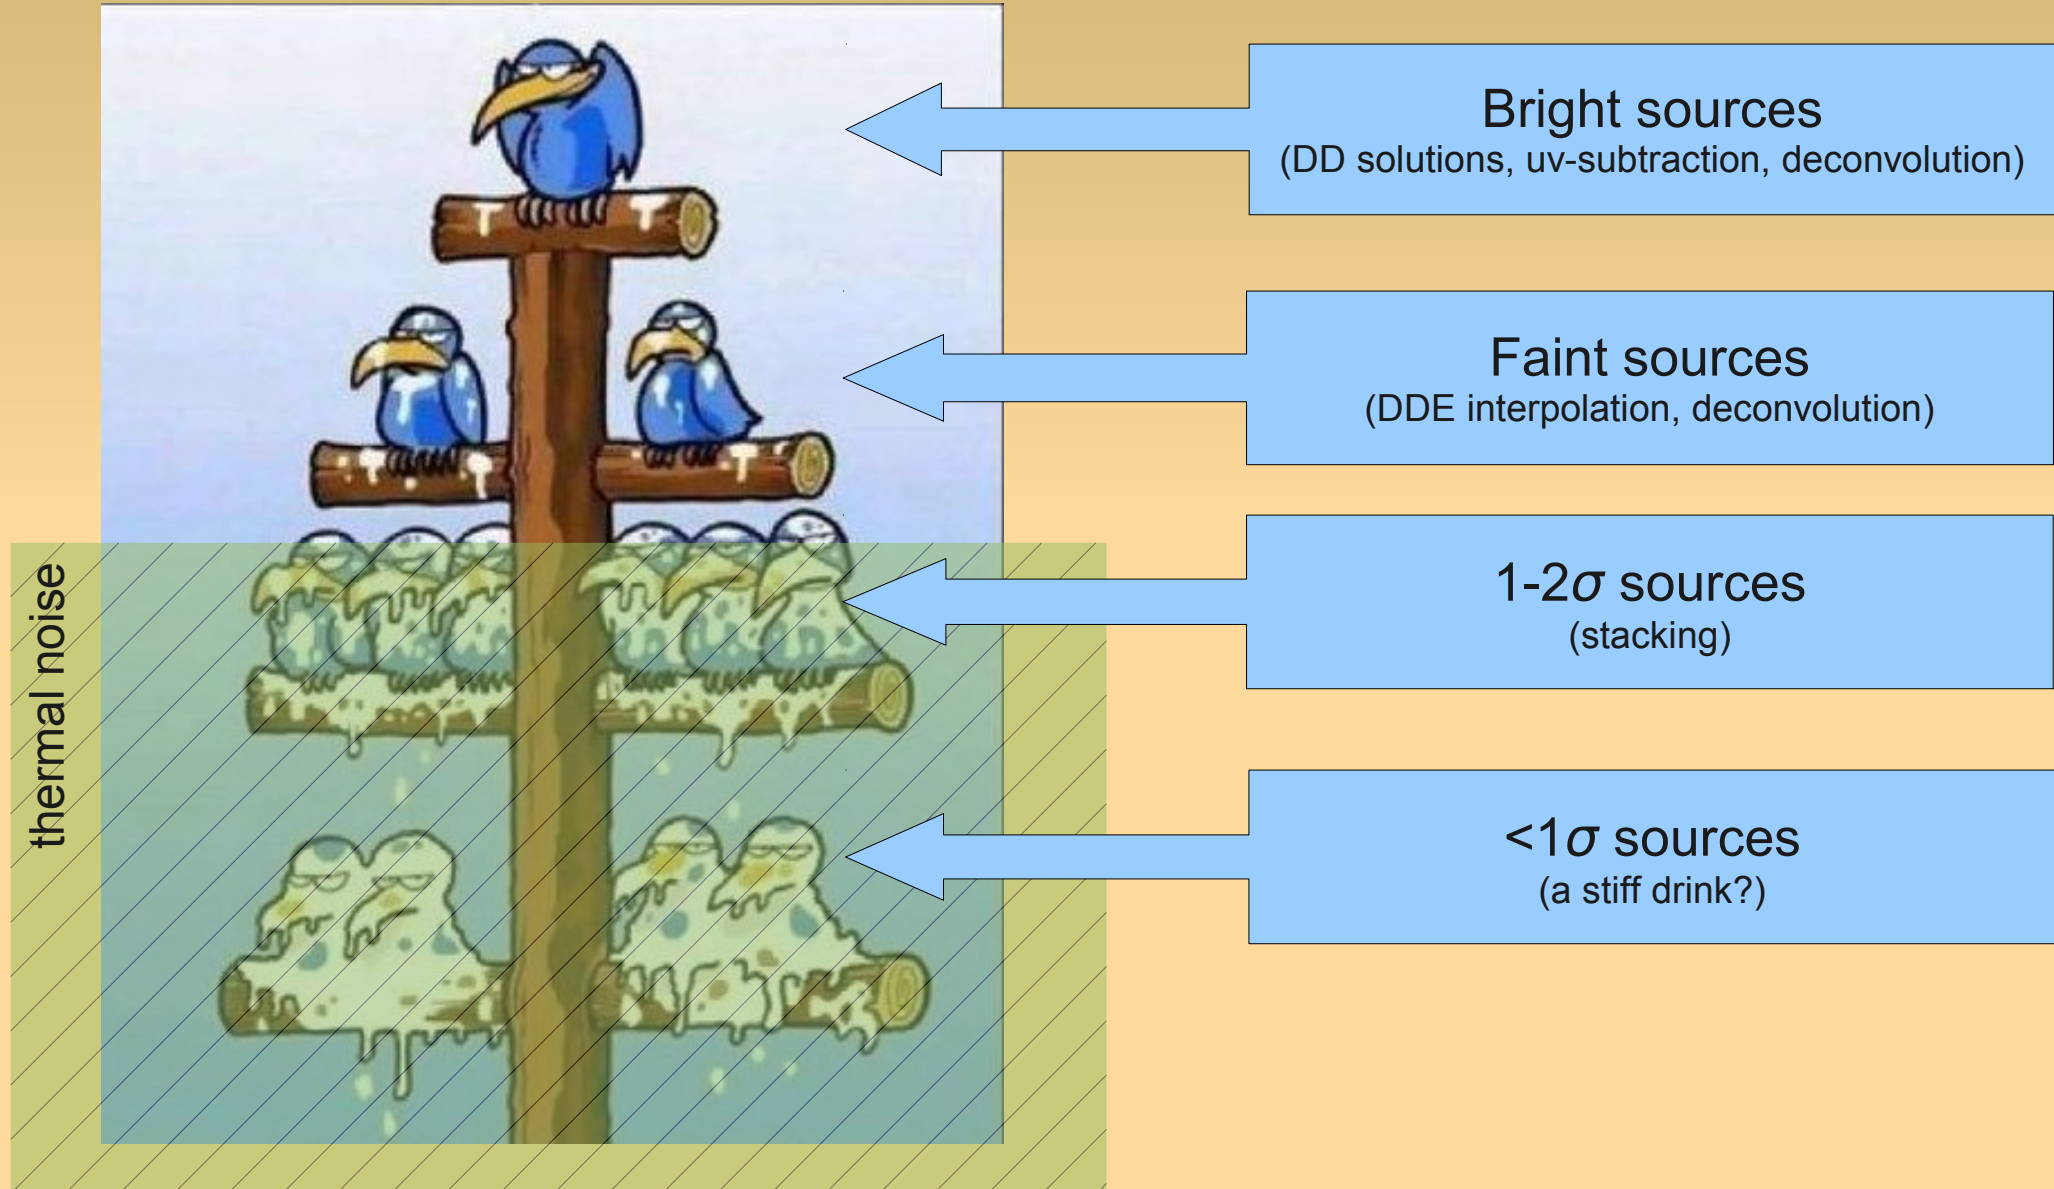 Bright sources
(DD solutions, uv-subtraction, deconvolution)
Faint sources
(DDE interpolation, deconvolution)
1-2σ sources
(stacking)
<1σ sources
(a stiff drink?)
thermal noise